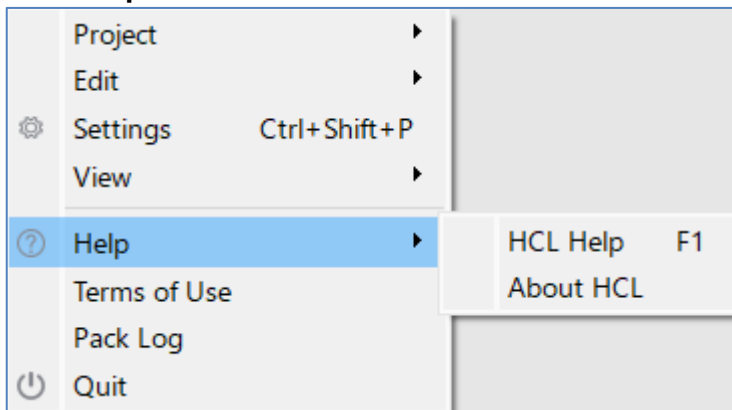 Project
Edit
Settings Ctrl+Shift+P
View
Help
HCL Help F1
About HCL
Terms of Use
Pack Log
Quit